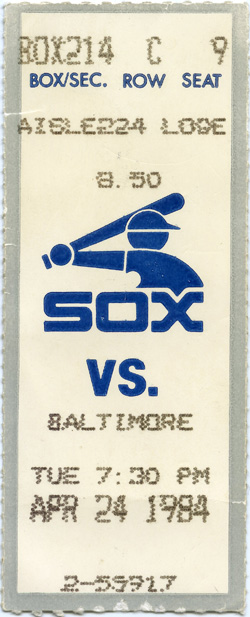 BOX214 C 9
BOX/SEC. ROW SEAT
AISLE224 LOGE
8.50
SOX
VS.
BALTIMORE
TUE 7:30 PM
APR 24 1984
2-59917